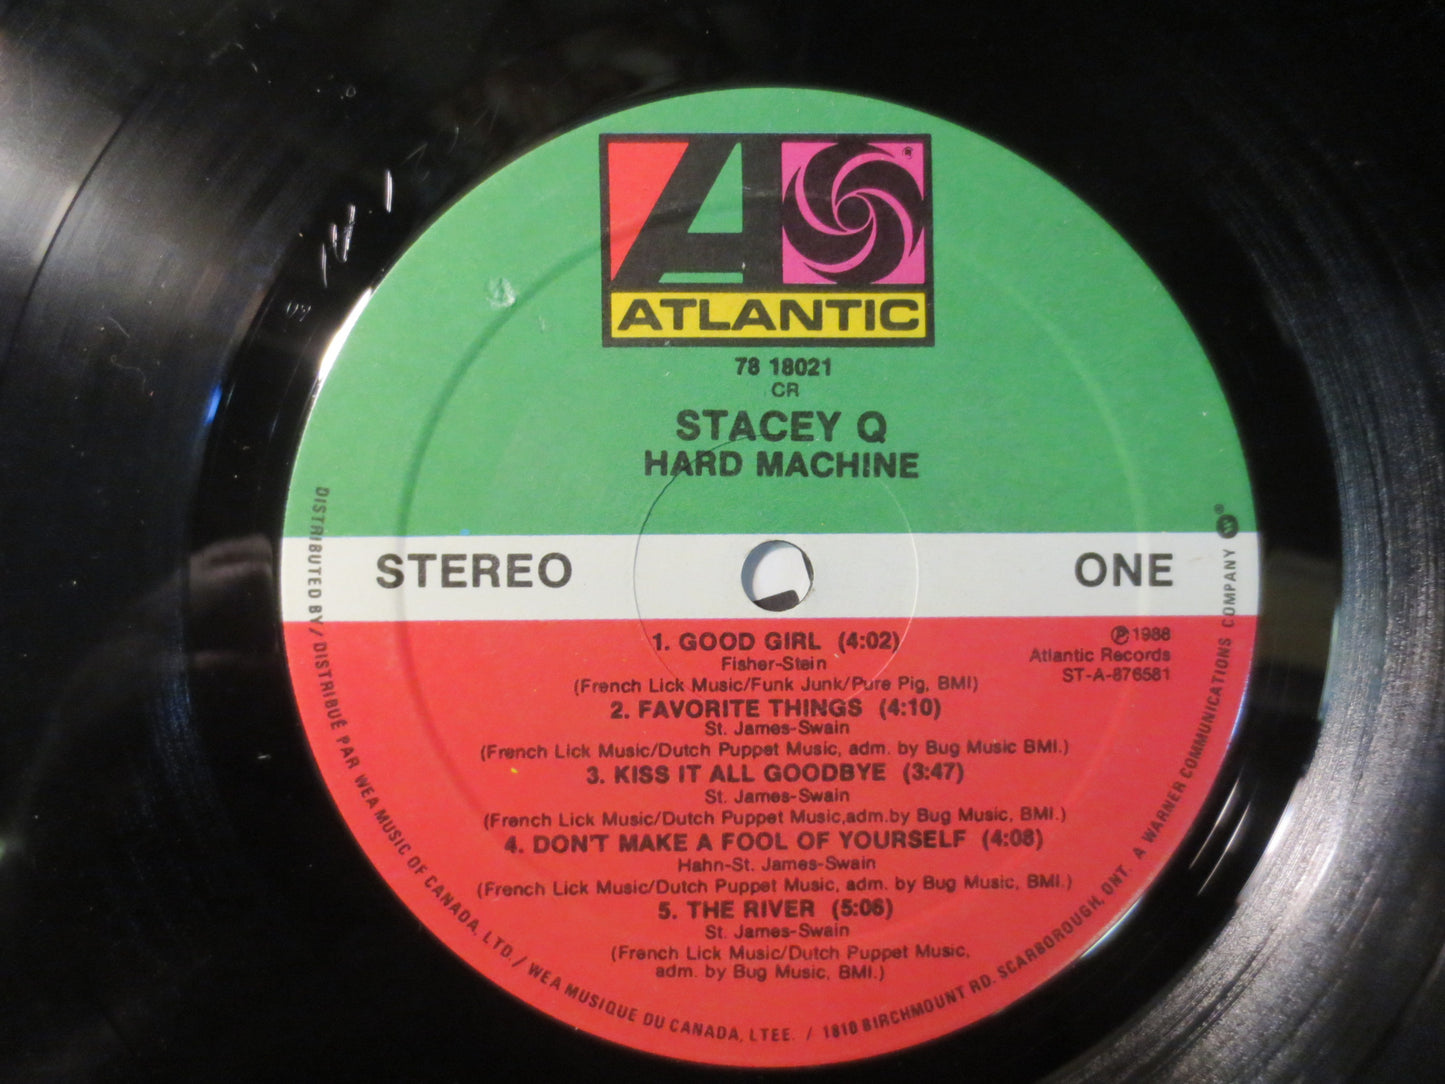 ATLANTIC
78 18021
CR
STACEY Q
HARD MACHINE
STEREO
ONE
℗ 1988
Atlantic Records
ST-A-876581
1. GOOD GIRL (4:02)
Fisher-Stein
(French Lick Music/Funk Junk/Pure Pig, BMI)
2. FAVORITE THINGS (4:10)
St. James-Swain
(French Lick Music/Dutch Puppet Music, adm. by Bug Music BMI.)
3. KISS IT ALL GOODBYE (3:47)
St. James-Swain
(French Lick Music/Dutch Puppet Music,adm.by Bug Music, BMI.)
4. DON'T MAKE A FOOL OF YOURSELF (4:08)
Hahn-St. James-Swain
(French Lick Music/Dutch Puppet Music, adm. by Bug Music, BMI.)
5. THE RIVER (5:06)
St. James-Swain
(French Lick Music/Dutch Puppet Music,
adm. by Bug Music, BMI.)
DISTRIBUTED BY / DISTRIBUÉ PAR WEA MUSIC OF CANADA, LTD. / WEA MUSIQUE DU CANADA, LTEE. / 1810 BIRCHMOUNT RD. SCARBOROUGH, ONT. A WARNER COMMUNICATIONS COMPANY W®